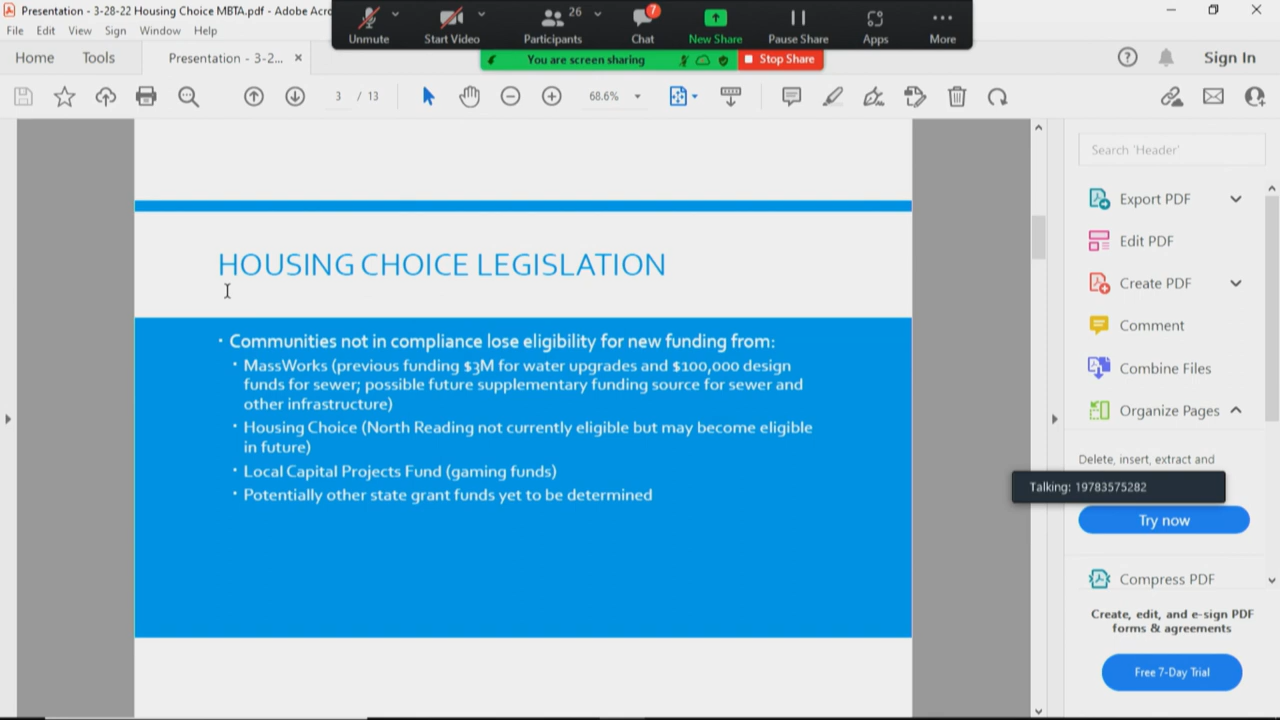 Presentation - 3-28-22 Housing Choice MBTA.pdf - Adobe Acro
File Edit View Sign Window Help
Unmute
Start Video
26
Participants
7
Chat
New Share
Pause Share
Apps
More
You are screen sharing
Stop Share
Home
Tools
Presentation - 3-2...
Sign In
3 / 13
68.6%
HOUSING CHOICE LEGISLATION
• Communities not in compliance lose eligibility for new funding from:
• MassWorks (previous funding $3M for water upgrades and $100,000 design
funds for sewer; possible future supplementary funding source for sewer and
other infrastructure)
• Housing Choice (North Reading not currently eligible but may become eligible
in future)
• Local Capital Projects Fund (gaming funds)
• Potentially other state grant funds yet to be determined
Search 'Header'
Export PDF
Edit PDF
Create PDF
Comment
Combine Files
Organize Pages
Delete, insert, extract and
Talking: 19783575282
Try now
Compress PDF
Create, edit, and e-sign PDF
forms & agreements
Free 7-Day Trial